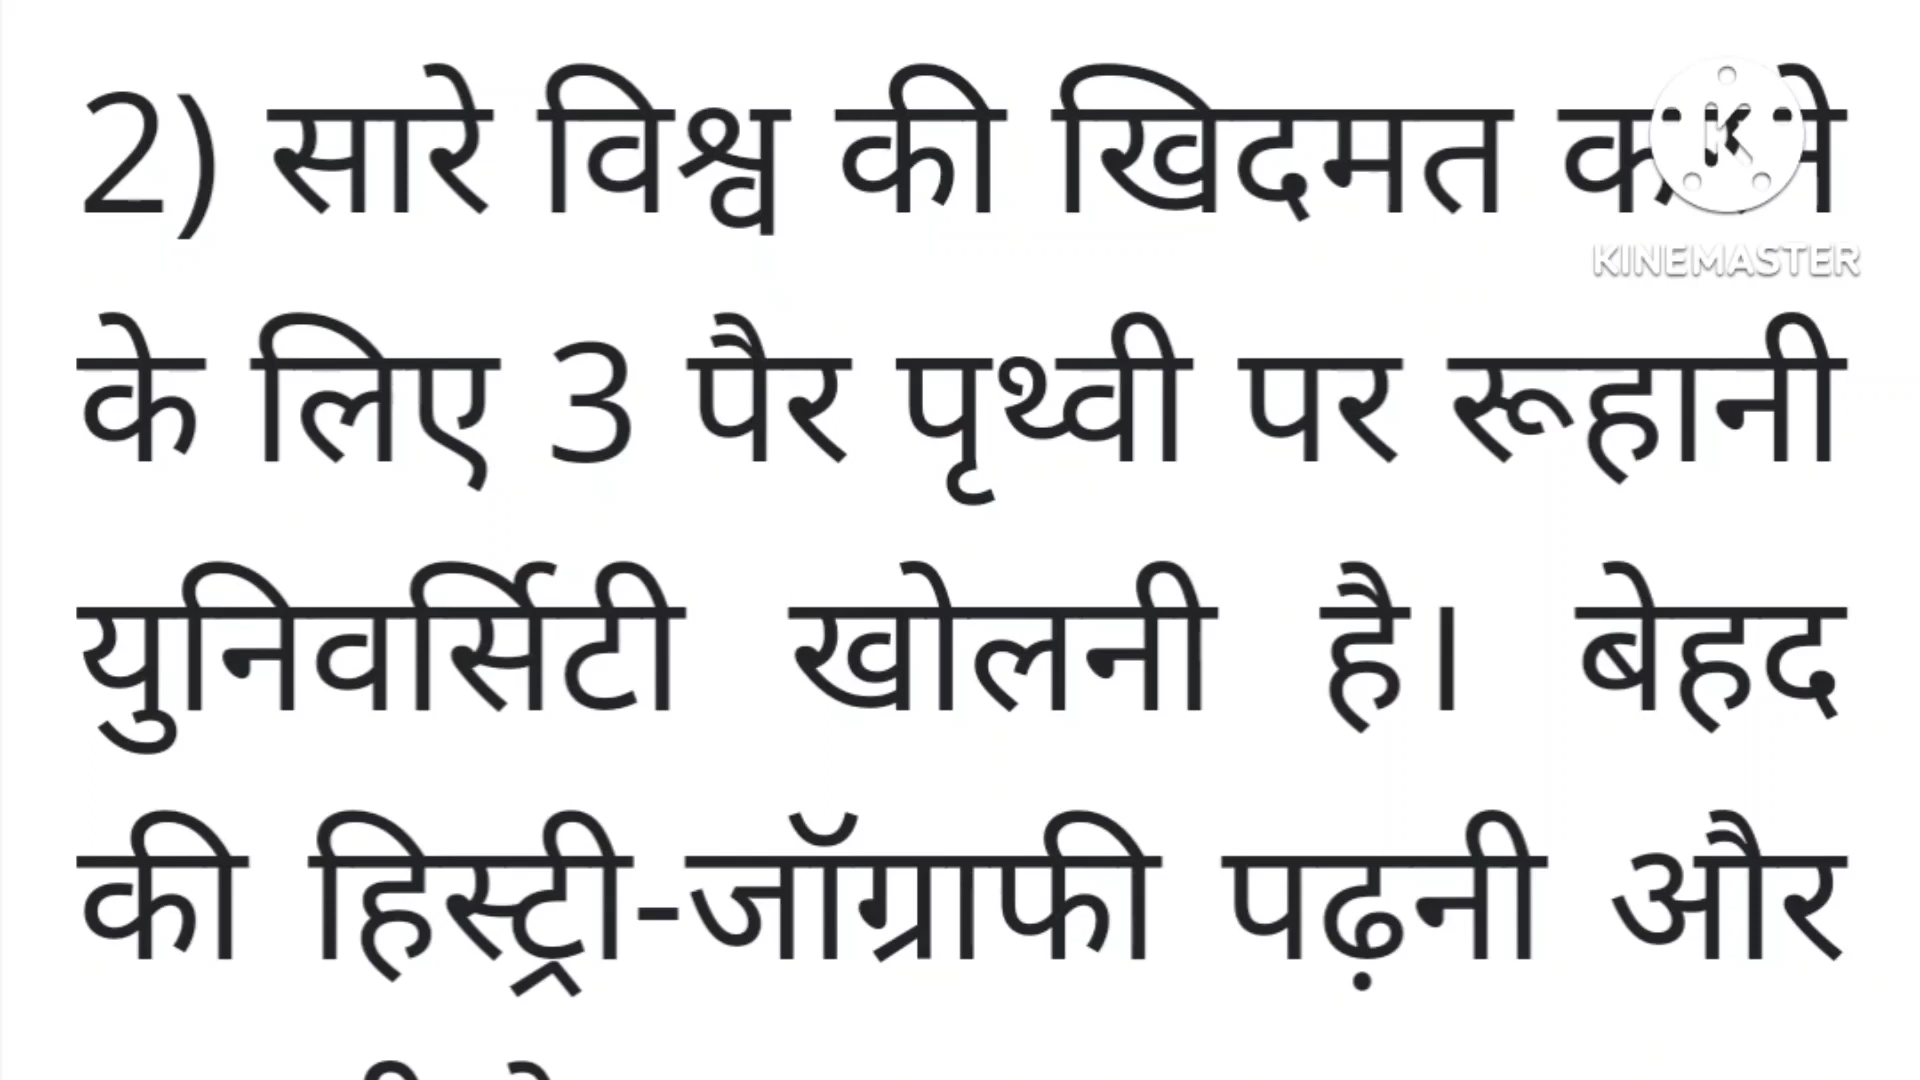 2) सारे विश्व की खिदमत
KINEMASTER
के लिए 3 पैर पृथ्वी पर रूहानी
युनिवर्सिटी खोलनी है। बेहद
की हिस्ट्री-जॉग्राफी पढ़नी और